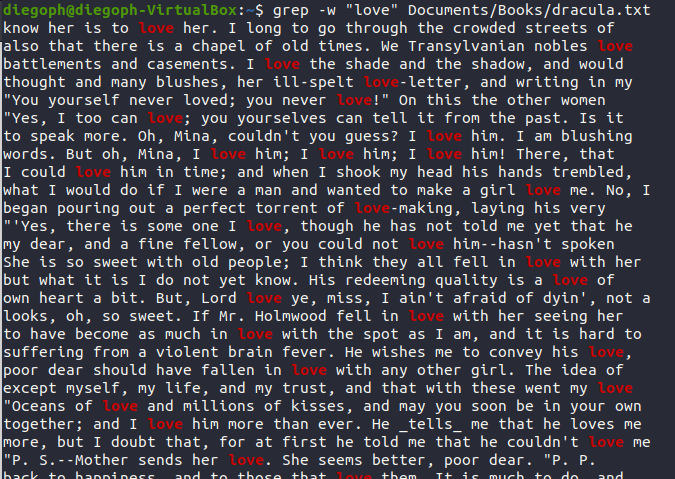 diegoph@diegoph-VirtualBox:~$ grep -w "love" Documents/Books/dracula.txt
know her is to love her. I long to go through the crowded streets of
also that there is a chapel of old times. We Transylvanian nobles love
battlements and casements. I love the shade and the shadow, and would
thought and many blushes, her ill-spelt love-letter, and writing in my
"You yourself never loved; you never love!" On this the other women
"Yes, I too can love; you yourselves can tell it from the past. Is it
to speak more. Oh, Mina, couldn't you guess? I love him. I am blushing
words. But oh, Mina, I love him; I love him; I love him! There, that
I could love him in time; and when I shook my head his hands trembled,
what I would do if I were a man and wanted to make a girl love me. No, I
began pouring out a perfect torrent of love-making, laying his very
"'Yes, there is some one I love, though he has not told me yet that he
my dear, and a fine fellow, or you could not love him--hasn't spoken
She is so sweet with old people; I think they all fell in love with her
but what it is I do not yet know. His redeeming quality is a love of
own heart a bit. But, Lord love ye, miss, I ain't afraid of dyin', not a
looks, oh, so sweet. If Mr. Holmwood fell in love with her seeing her
to have become as much in love with the spot as I am, and it is hard to
suffering from a violent brain fever. He wishes me to convey his love,
poor dear should have fallen in love with any other girl. The idea of
except myself, my life, and my trust, and that with these went my love
"Oceans of love and millions of kisses, and may you soon be in your own
together; and I love him more than ever. He _tells_ me that he loves me
more, but I doubt that, for at first he told me that he couldn't love me
"P. S.--Mother sends her love. She seems better, poor dear. "P. P.
back to happiness, and to those that love them. It is much to do, and